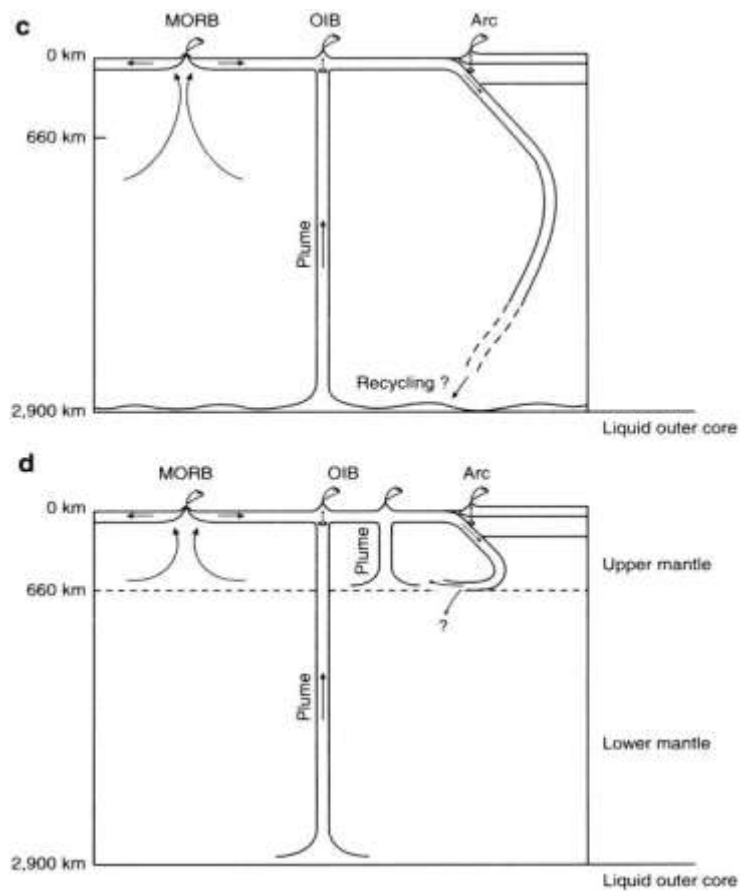 c
MORB OIB Arc
0 km
660 km
Plume
Recycling ?
2,900 km
Liquid outer core
d
MORB OIB Arc
0 km
Plume
Upper mantle
660 km
?
Plume
Lower mantle
2,900 km
Liquid outer core